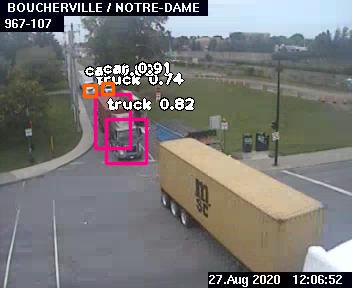 BOUCHERVILLE / NOTRE-DAME
967-107
car 0.91
truck 0.74
truck 0.82
m
sc
27.Aug 2020 12:06:52